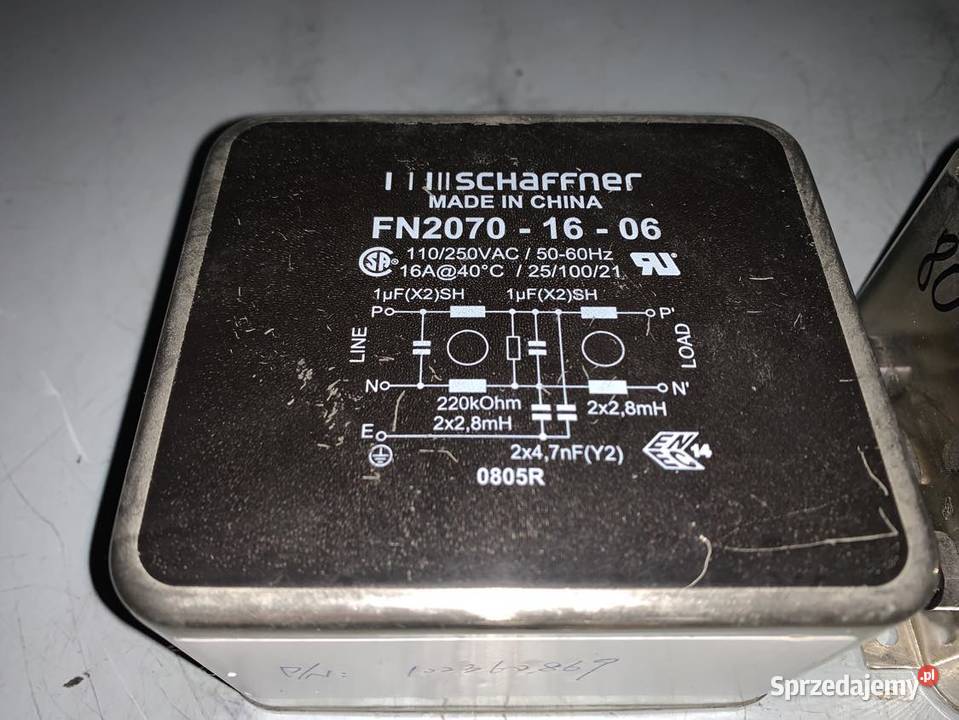 SCHAFFNER
MADE IN CHINA
FN2070 - 16 - 06
110/250VAC / 50-60Hz
16A@40°C / 25/100/21
1µF(X2)SH 1µF(X2)SH
P P'
LINE LOAD
N N'
220kOhm 2x2,8mH
2x2,8mH
E
2x4,7nF(Y2)
14
0805R
P/N:
Sprzedajemy.pl